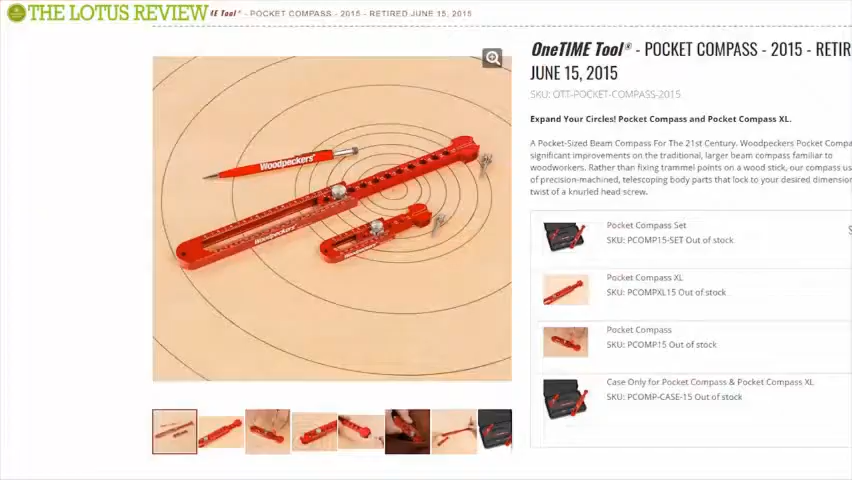 THE LOTUS REVIEW
ME Tool® - POCKET COMPASS - 2015 - RETIRED JUNE 15, 2015
Woodpeckers
Woodpeckers
OneTIME Tool® - POCKET COMPASS - 2015 - RETIR
JUNE 15, 2015
SKU: OTT-POCKET-COMPASS-2015
Expand Your Circles! Pocket Compass and Pocket Compass XL.
A Pocket-Sized Beam Compass For The 21st Century. Woodpeckers Pocket Compa
significant improvements on the traditional, larger beam compass familiar to
woodworkers. Rather than fixing trammel points on a wood stick, our compass us
of precision-machined, telescoping body parts that lock to your desired dimension
twist of a knurled head screw.
Pocket Compass Set
SKU: PCOMP15-SET Out of stock
Pocket Compass XL
SKU: PCOMPXL15 Out of stock
Pocket Compass
SKU: PCOMP15 Out of stock
Case Only for Pocket Compass & Pocket Compass XL
SKU: PCOMP-CASE-15 Out of stock